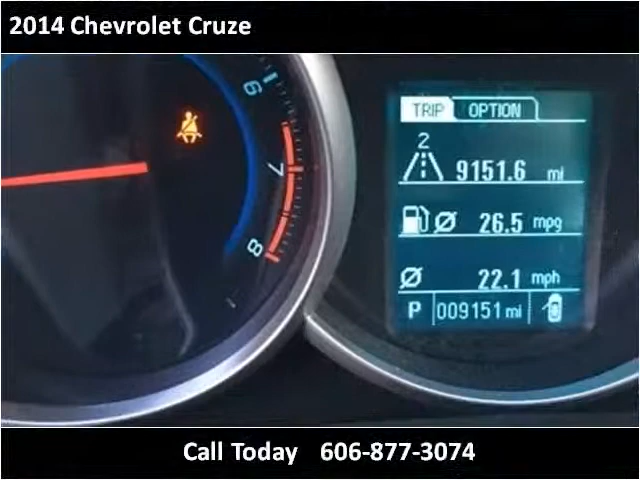 2014 Chevrolet Cruze
6
7
8
TRIP OPTION
2
9151.6 mi
26.5 mpg
22.1 mph
P 009151 mi
Call Today 606-877-3074